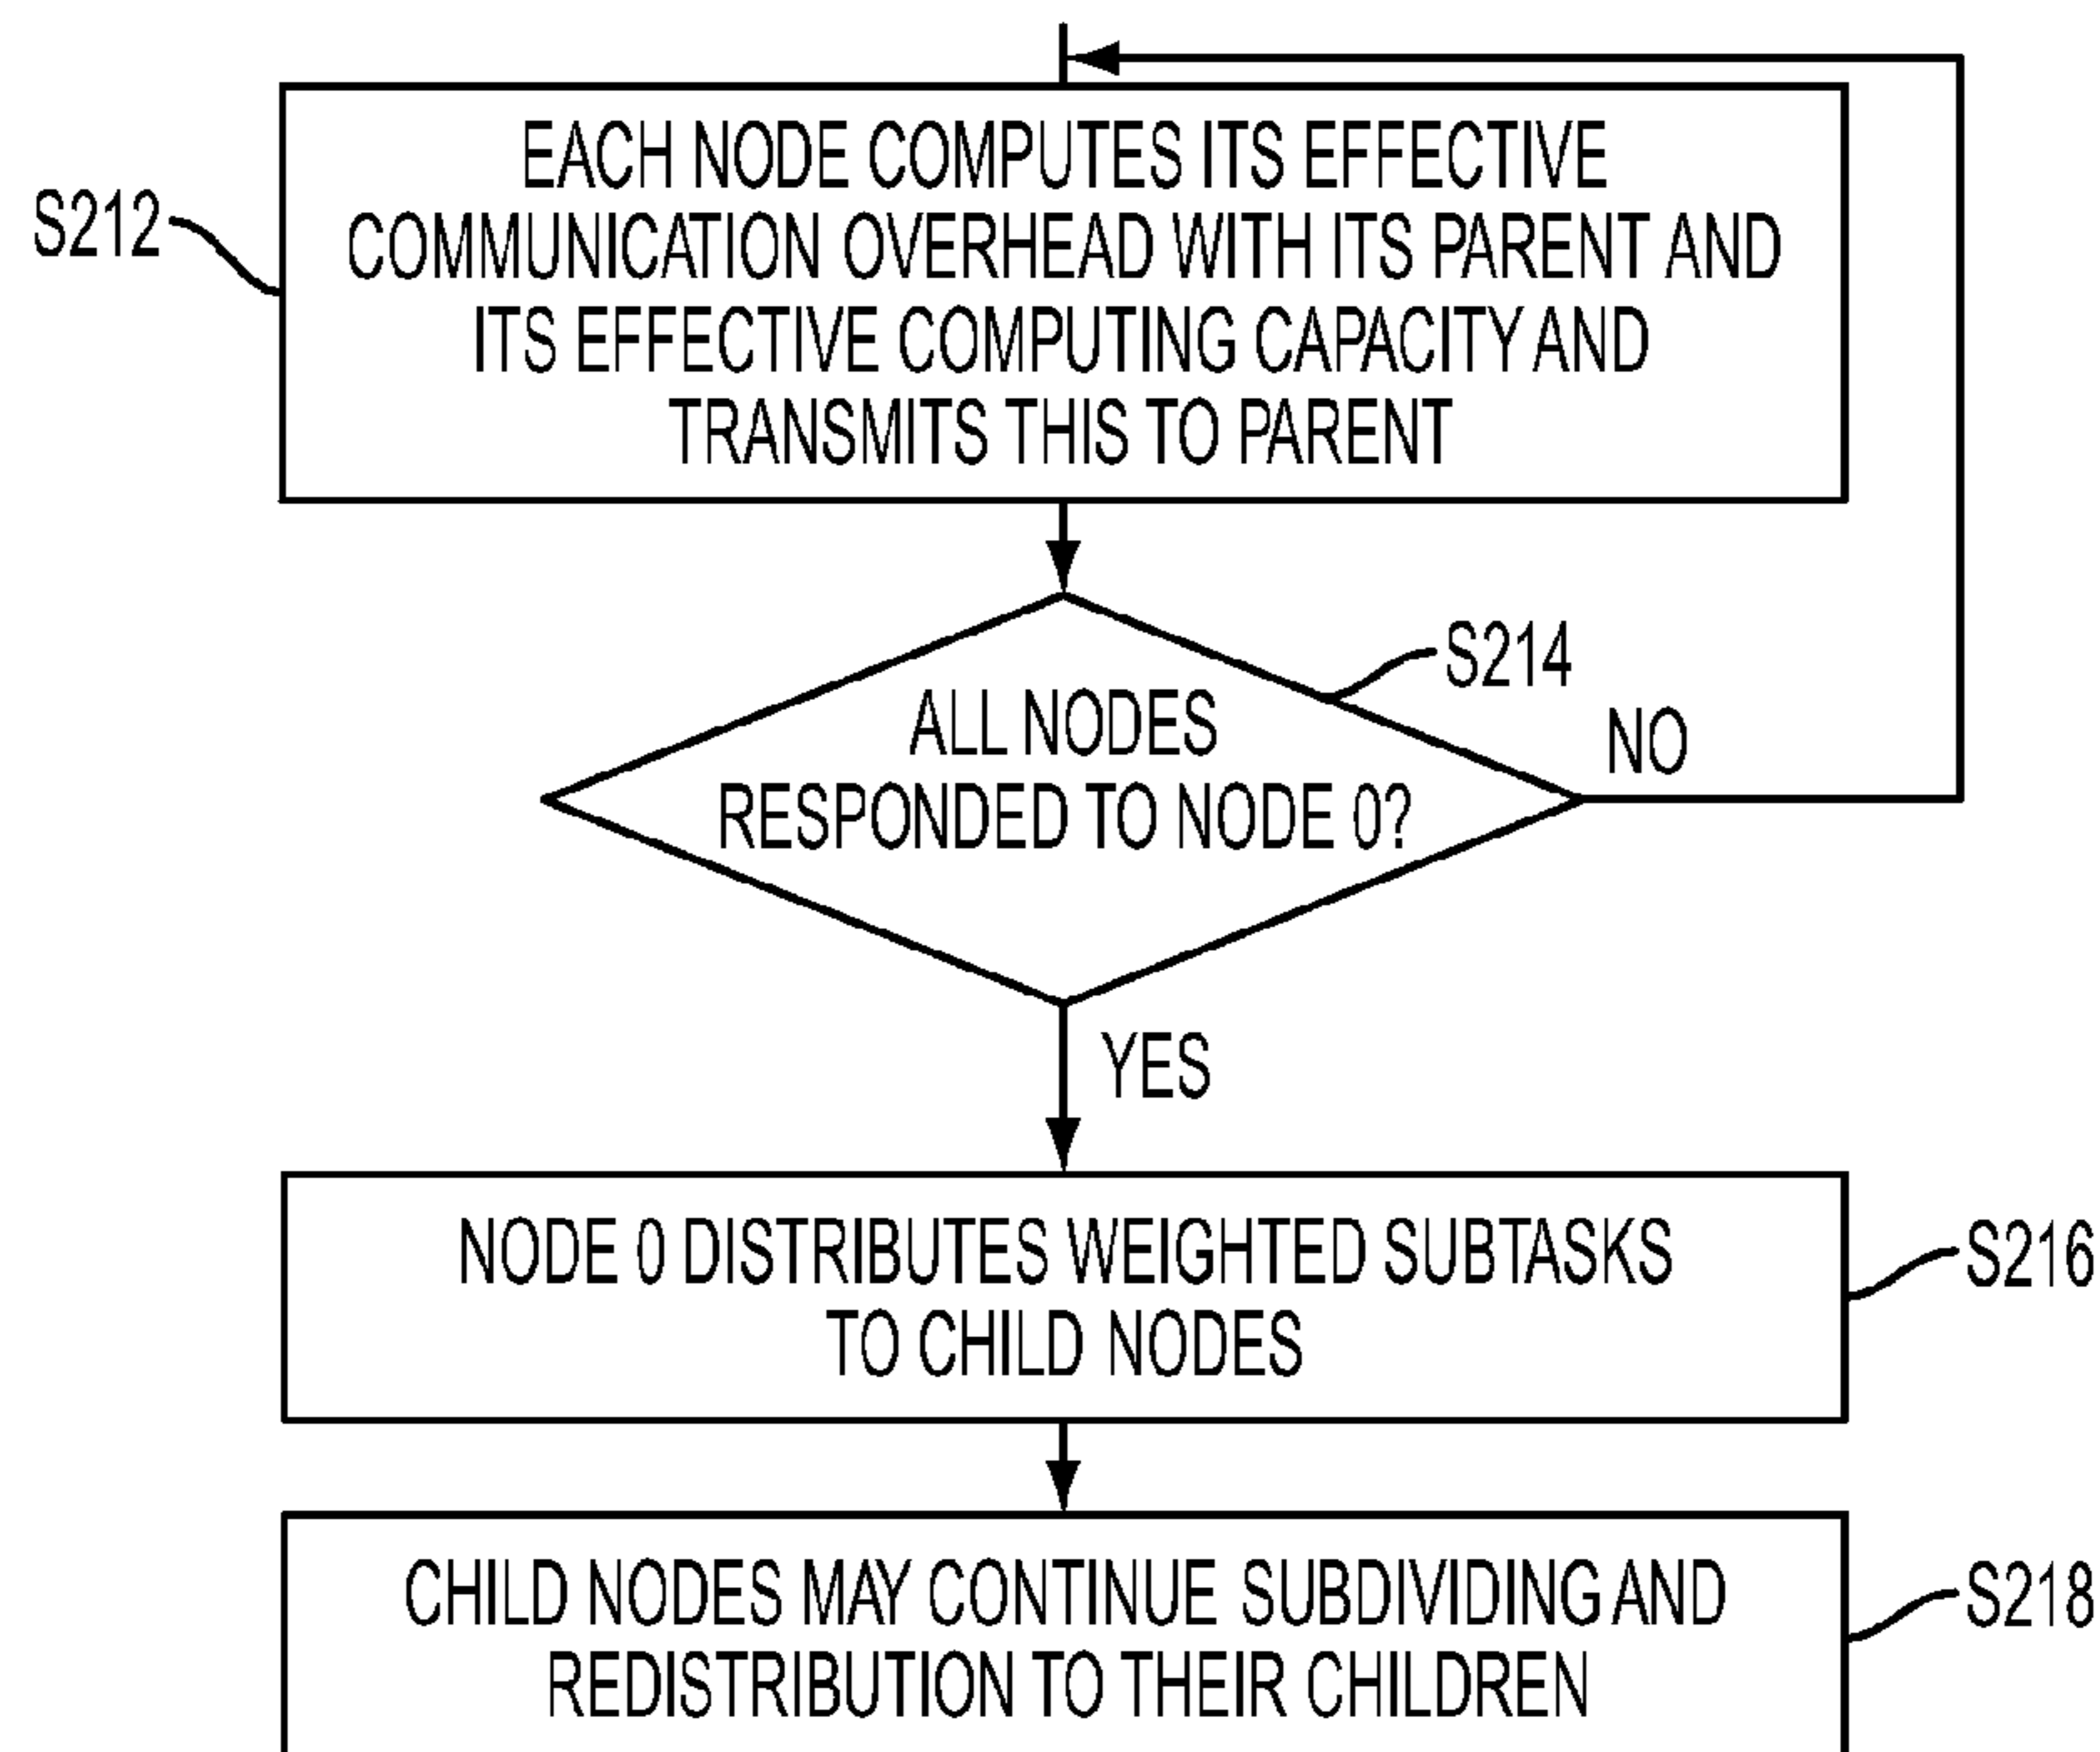 S212
EACH NODE COMPUTES ITS EFFECTIVE
COMMUNICATION OVERHEAD WITH ITS PARENT AND
ITS EFFECTIVE COMPUTING CAPACITY AND
TRANSMITS THIS TO PARENT
S214
ALL NODES
RESPONDED TO NODE 0?
NO
YES
NODE 0 DISTRIBUTES WEIGHTED SUBTASKS
TO CHILD NODES
S216
CHILD NODES MAY CONTINUE SUBDIVIDING AND
REDISTRIBUTION TO THEIR CHILDREN
S218